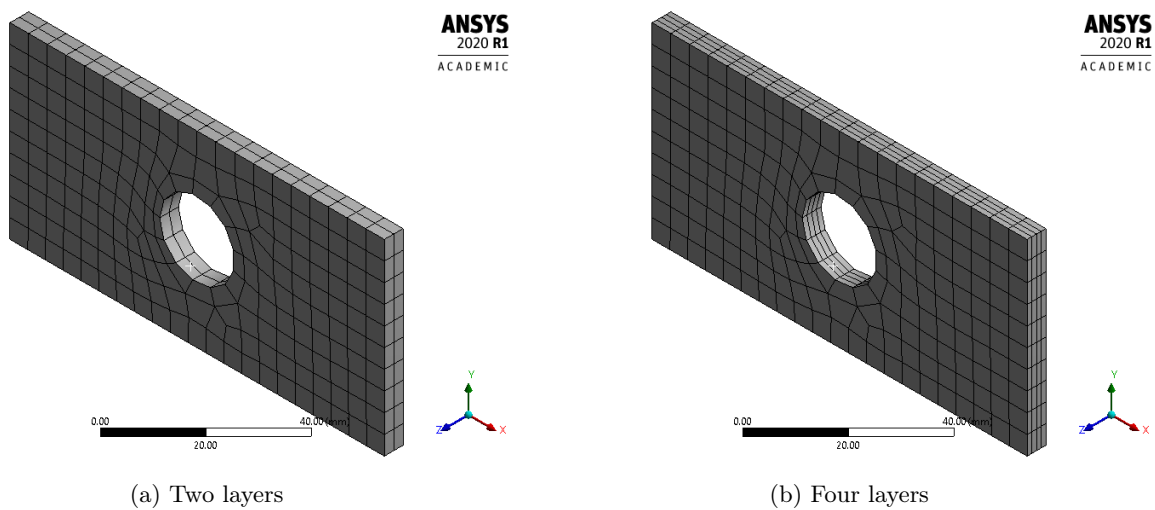 ANSYS
2020 R1
ACADEMIC
Y
Z
X
0.00
40.00 (mm)
20.00
(a) Two layers
ANSYS
2020 R1
ACADEMIC
Y
Z
X
0.00
40.00 (mm)
20.00
(b) Four layers